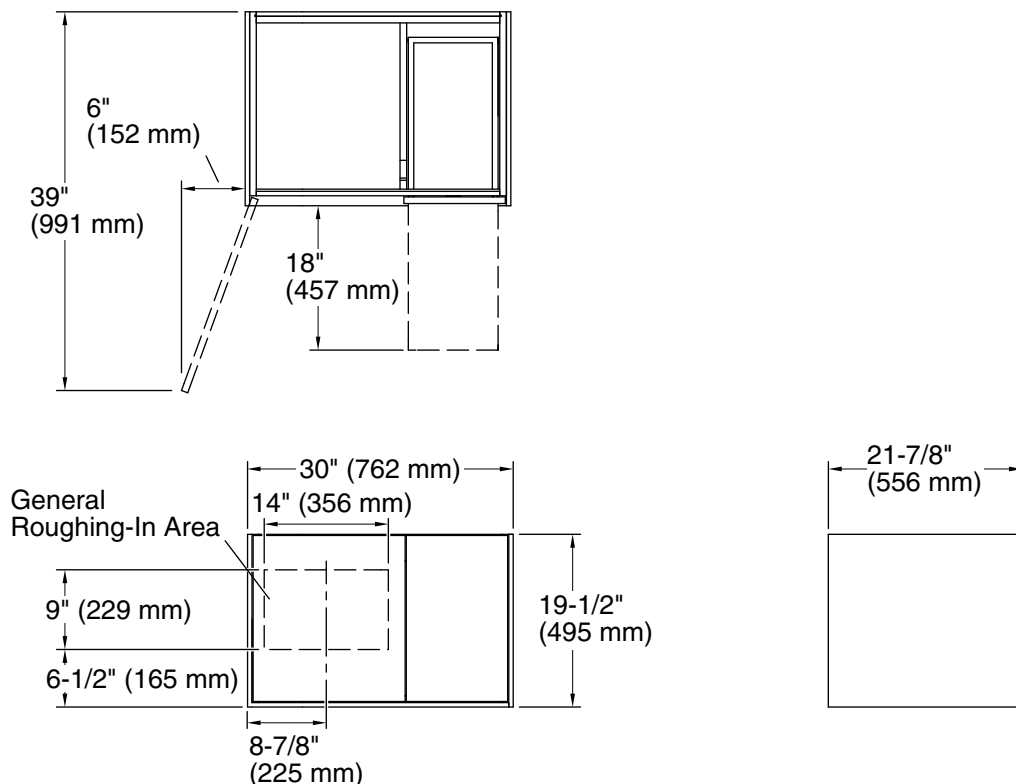 6"
(152 mm)
39"
(991 mm)
18"
(457 mm)
30" (762 mm)
14" (356 mm)
General
Roughing-In Area
9" (229 mm)
6-1/2" (165 mm)
8-7/8"
(225 mm)
19-1/2"
(495 mm)
21-7/8"
(556 mm)